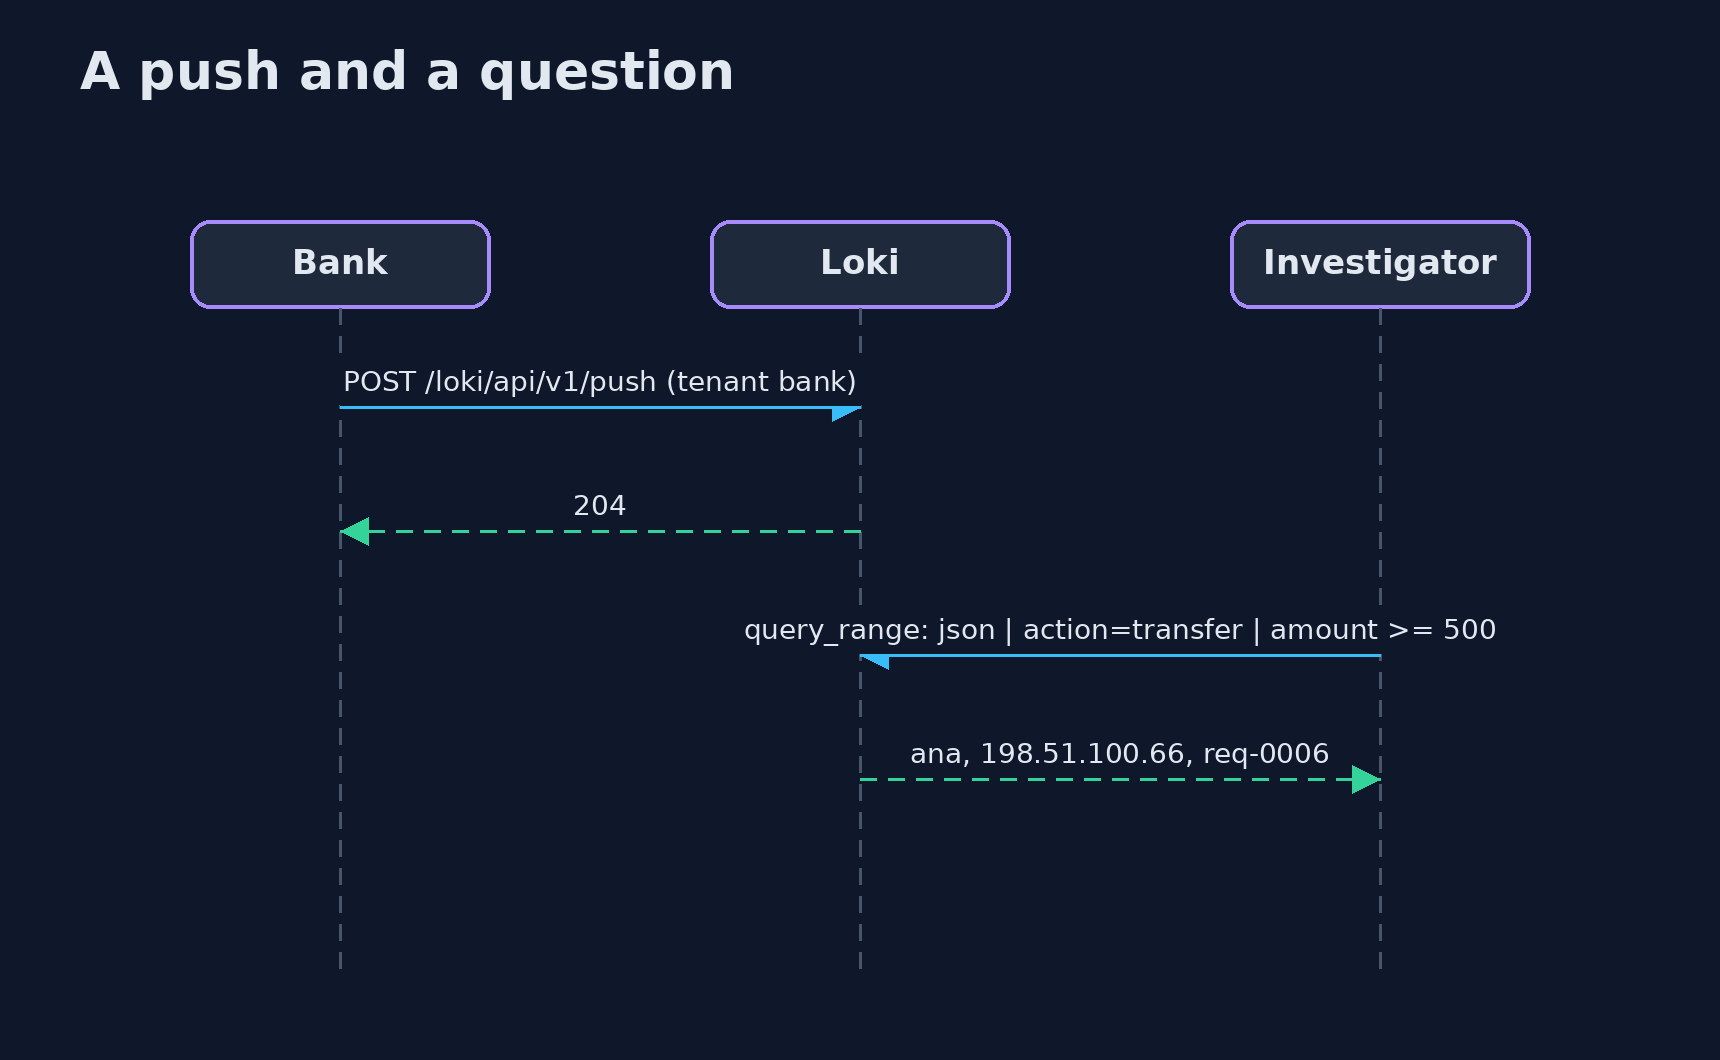 A push and a question
Bank
Loki
Investigator
POST /loki/api/v1/push (tenant bank)
204
query_range: json | action=transfer | amount >= 500
ana, 198.51.100.66, req-0006